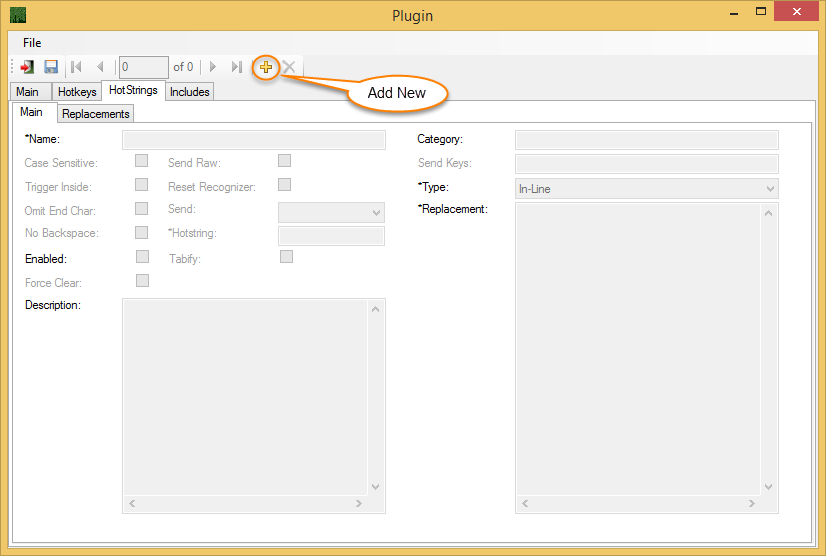 Plugin
File
0 of 0
Add New
Main Hotkeys HotStrings Includes
Main Replacements
*Name: Category:
Case Sensitive: Send Raw: Send Keys:
Trigger Inside: Reset Recognizer: *Type: In-Line
Omit End Char: Send: *Replacement:
No Backspace: *Hotstring:
Enabled: Tabify:
Force Clear:
Description: